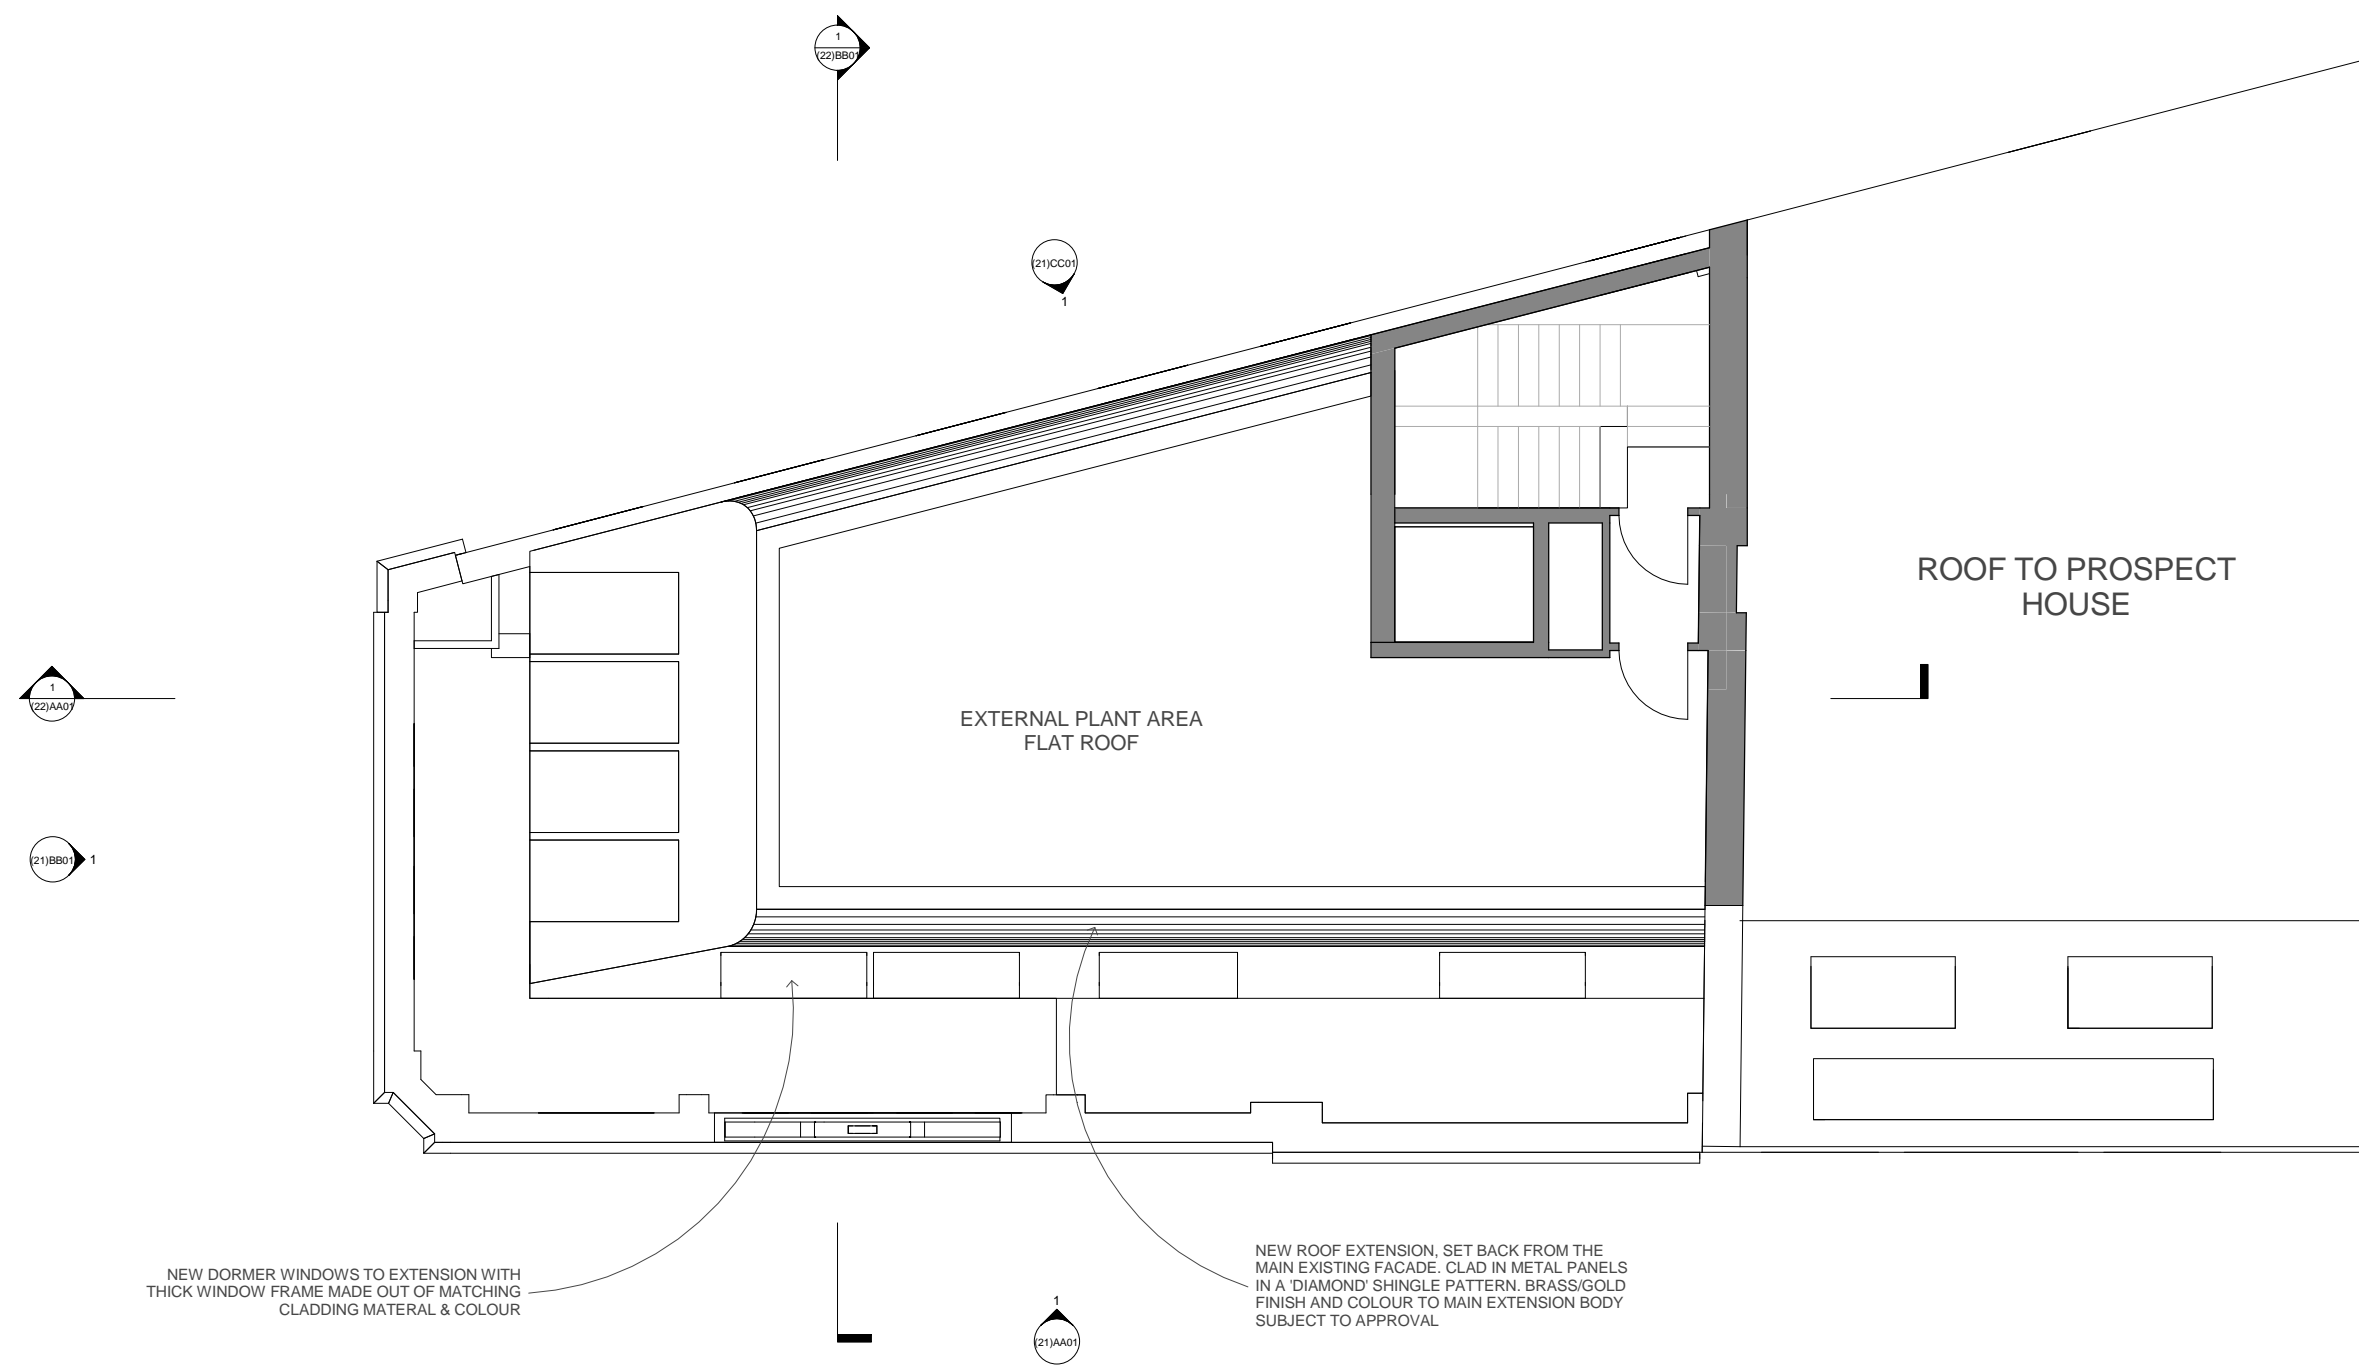 1
(22)BB01
(21)CC01
1
ROOF TO PROSPECT
HOUSE
1
(22)AA01
EXTERNAL PLANT AREA
FLAT ROOF
(21)BB01
1
NEW DORMER WINDOWS TO EXTENSION WITH
THICK WINDOW FRAME MADE OUT OF MATCHING
CLADDING MATERAL & COLOUR
NEW ROOF EXTENSION, SET BACK FROM THE
MAIN EXISTING FACADE. CLAD IN METAL PANELS
IN A 'DIAMOND' SHINGLE PATTERN. BRASS/GOLD
FINISH AND COLOUR TO MAIN EXTENSION BODY
SUBJECT TO APPROVAL
1
(21)AA01